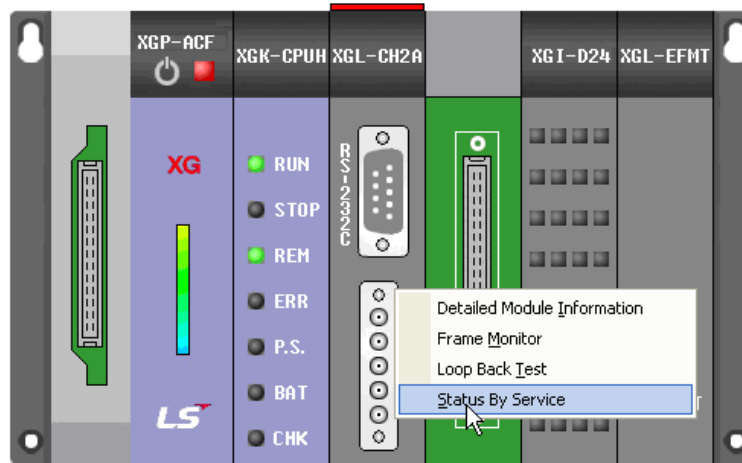 XGP-ACF
XGK-CPUH
XGL-CH2A
XGI-D24
XGL-EFMT
XG
RUN
STOP
REM
ERR
P.S.
BAT
CHK
LS
RS-232C
Detailed Module Information
Frame Monitor
Loop Back Test
Status By Service